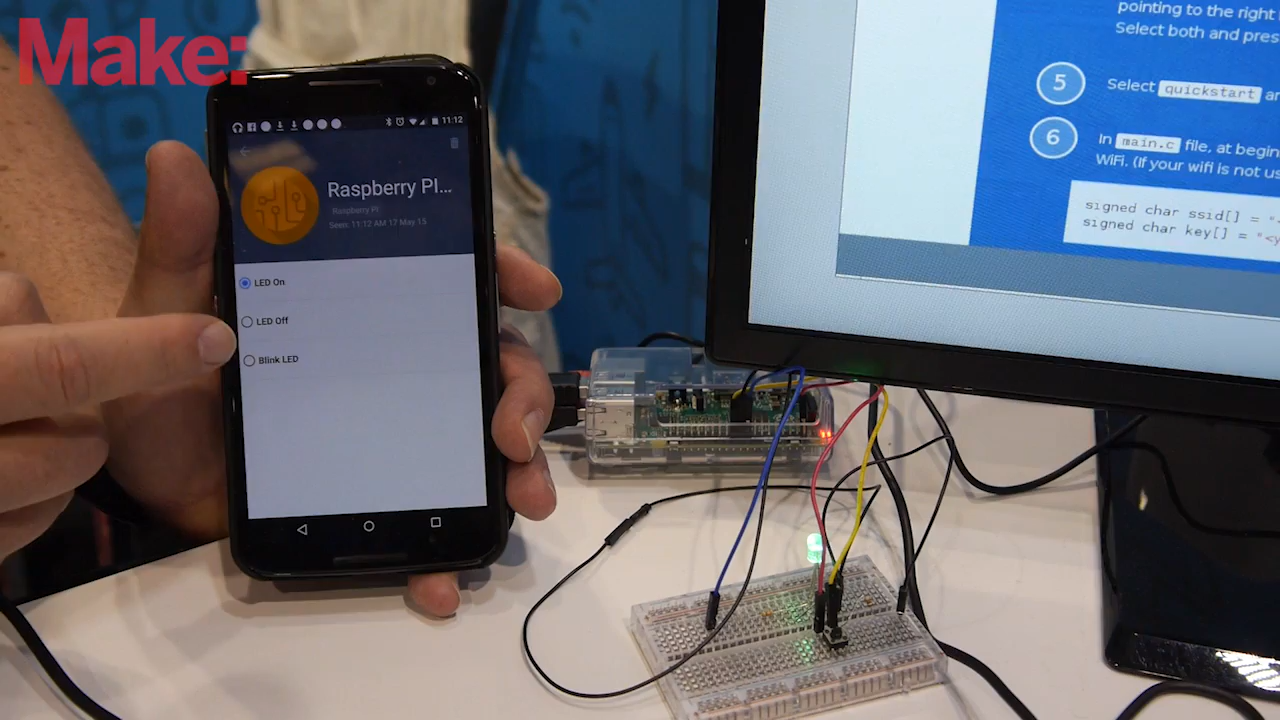 Make:
11:12
Raspberry PI...
Raspberry PI
Seen: 11:12 AM 17 May 15
LED On
LED Off
Blink LED
pointing to the right
Select both and pres
5
Select quickstart an
6
In main.c file, at begin
WiFi. (If your wifi is not us
signed char ssid[] = "<
signed char key[] = "<y